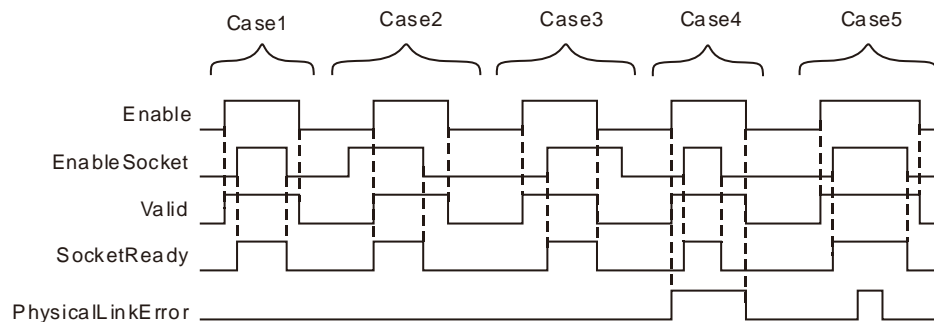 Case1 Case2 Case3 Case4 Case5
Enable
EnableSocket
Valid
SocketReady
PhysicalLinkError